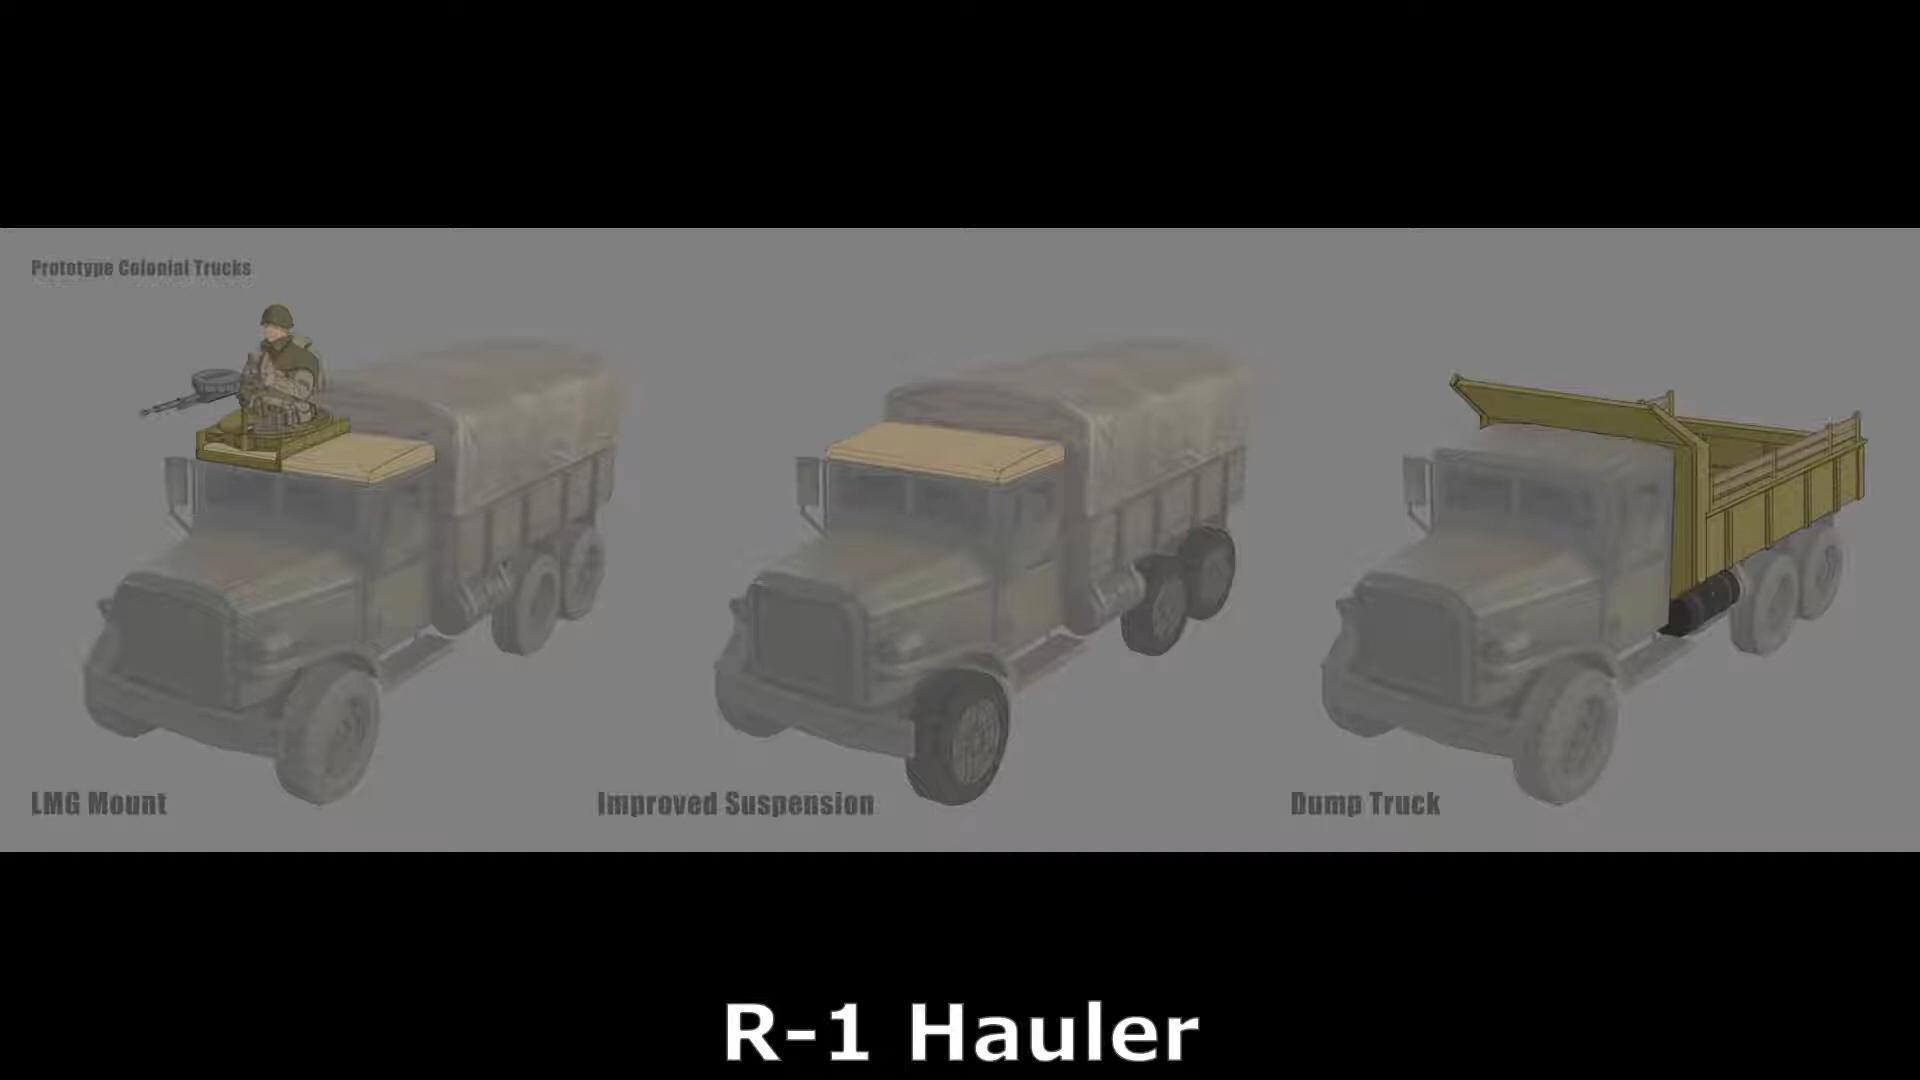 Prototype Colonial Trucks
LMG Mount
Improved Suspension
Dump Truck
R-1 Hauler